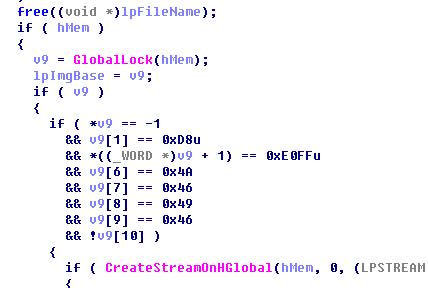 free((void *)lpFileName);
if ( hMem )
{
v9 = GlobalLock(hMem);
lpImgBase = v9;
if ( v9 )
{
if ( *v9 == -1
&& v9[1] == 0xD8u
&& *((_WORD *)v9 + 1) == 0xE0FFu
&& v9[6] == 0x4A
&& v9[7] == 0x46
&& v9[8] == 0x49
&& v9[9] == 0x46
&& !v9[10] )
{
if ( CreateStreamOnHGlobal(hMem, 0, (LPSTREAM
{